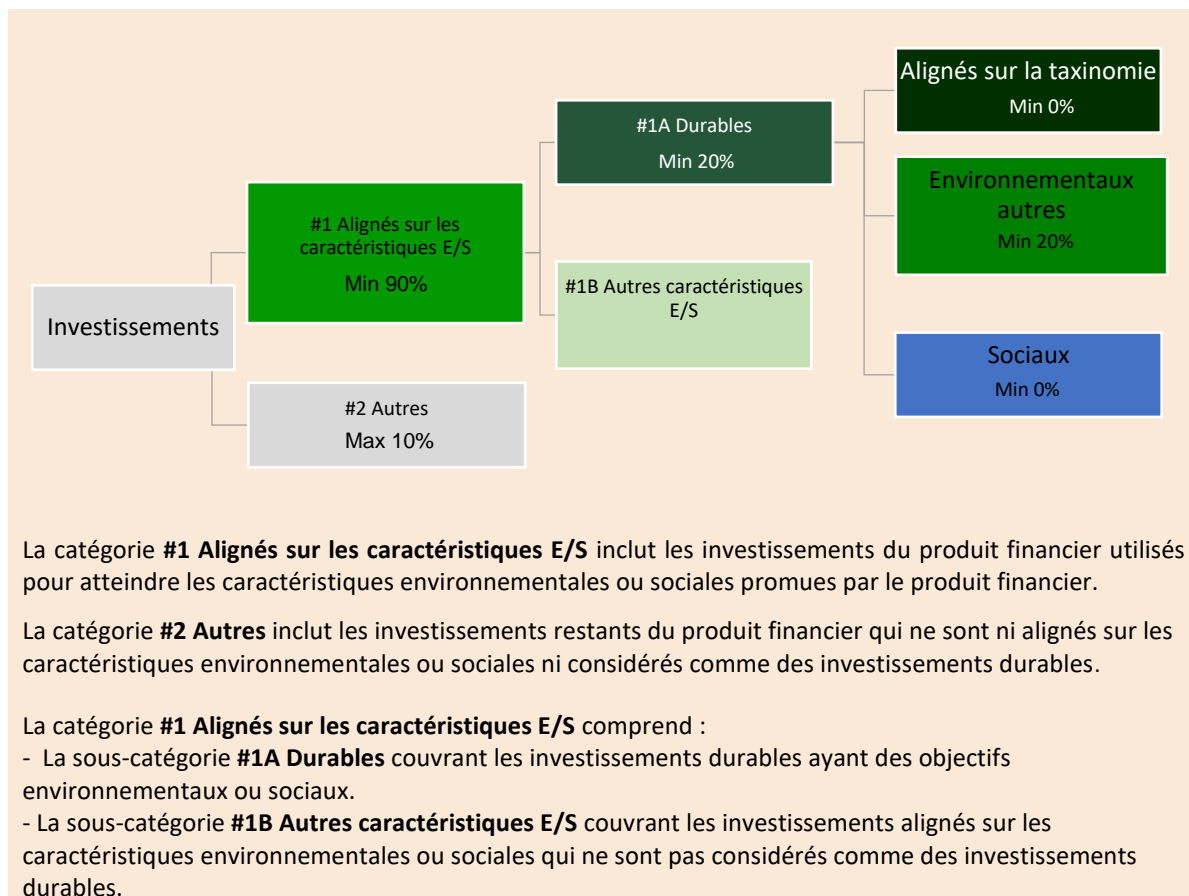 Investissements
#1 Alignés sur les
caractéristiques E/S
Min 90%
#2 Autres
Max 10%
#1A Durables
Min 20%
#1B Autres caractéristiques
E/S
Alignés sur la taxinomie
Min 0%
Environnementaux
autres
Min 20%
Sociaux
Min 0%
La catégorie #1 Alignés sur les caractéristiques E/S inclut les investissements du produit financier utilisés
pour atteindre les caractéristiques environnementales ou sociales promues par le produit financier.
La catégorie #2 Autres inclut les investissements restants du produit financier qui ne sont ni alignés sur les
caractéristiques environnementales ou sociales ni considérés comme des investissements durables.
La catégorie #1 Alignés sur les caractéristiques E/S comprend :
- La sous-catégorie #1A Durables couvrant les investissements durables ayant des objectifs
environnementaux ou sociaux.
- La sous-catégorie #1B Autres caractéristiques E/S couvrant les investissements alignés sur les
caractéristiques environnementales ou sociales qui ne sont pas considérés comme des investissements
durables.